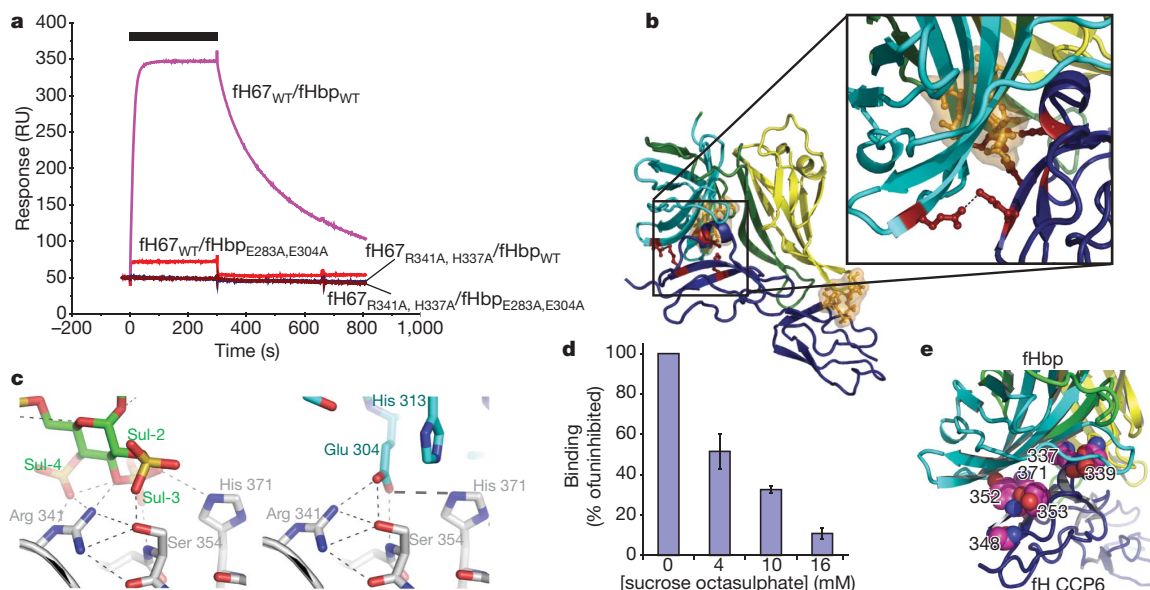 a
400
350
300
250
200
150
100
50
0
Response (RU)
−200
0
200
400
600
800
1,000
Time (s)
fH67WT/fHbpWT
fH67WT/fHbpE283A,E304A
fH67R341A, H337A/fHbpWT
fH67R341A, H337A/fHbpE283A,E304A
b
c
Sul-2
Sul-4
Sul-3
His 371
Arg 341
Ser 354
His 313
Glu 304
His 371
Arg 341
Ser 354
d
100
80
60
40
20
0
Binding
(% ofuninhibited)
0
4
10
16
[sucrose octasulphate] (mM)
e
fHbp
337
371
339
352
353
348
fH CCP6